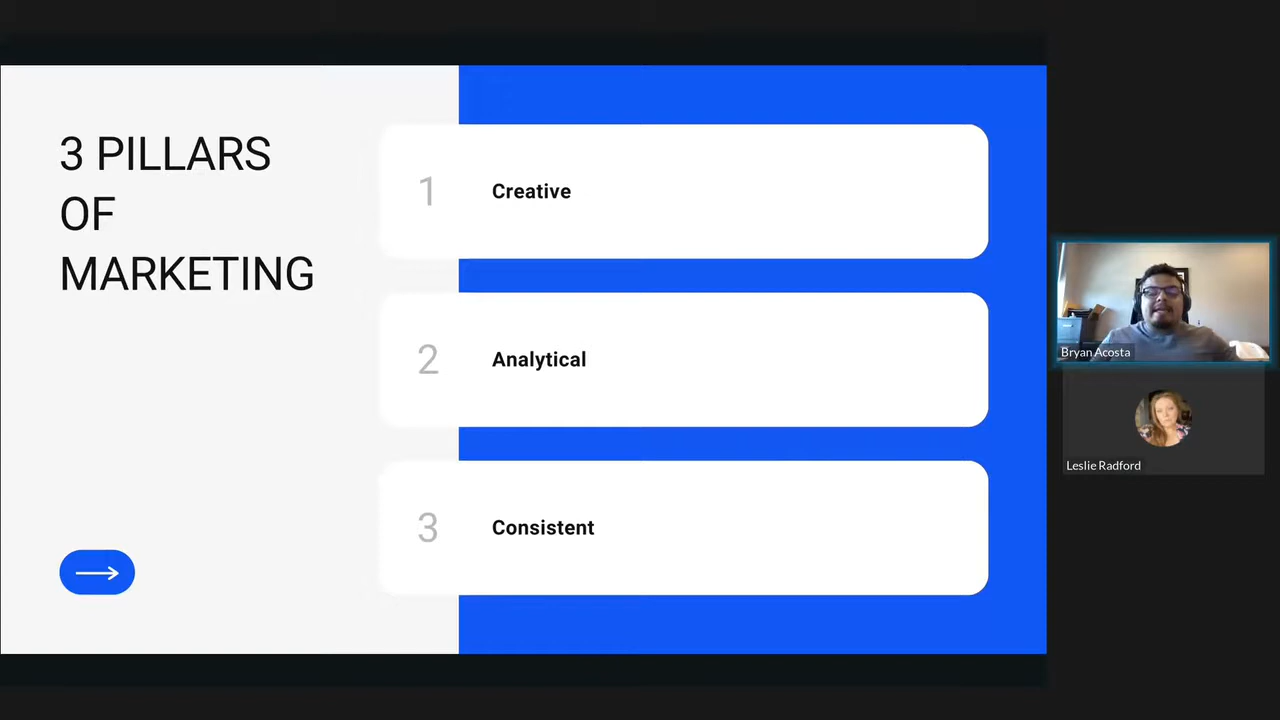 3 PILLARS
OF
MARKETING
1
Creative
2
Analytical
3
Consistent
Bryan Acosta
Leslie Radford